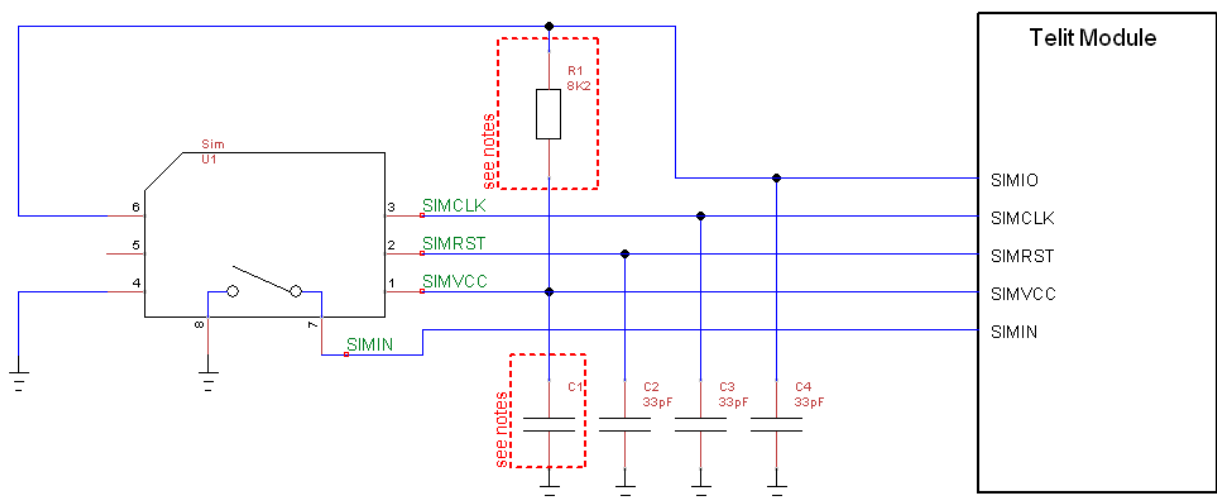 Telit Module
R1
8K2
see notes
Sim
U1
6
5
4
3
2
1
8
7
SIMCLK
SIMRST
SIMVCC
SIMIN
SIMIO
SIMCLK
SIMRST
SIMVCC
SIMIN
see notes
C1
C2
33pF
C3
33pF
C4
33pF